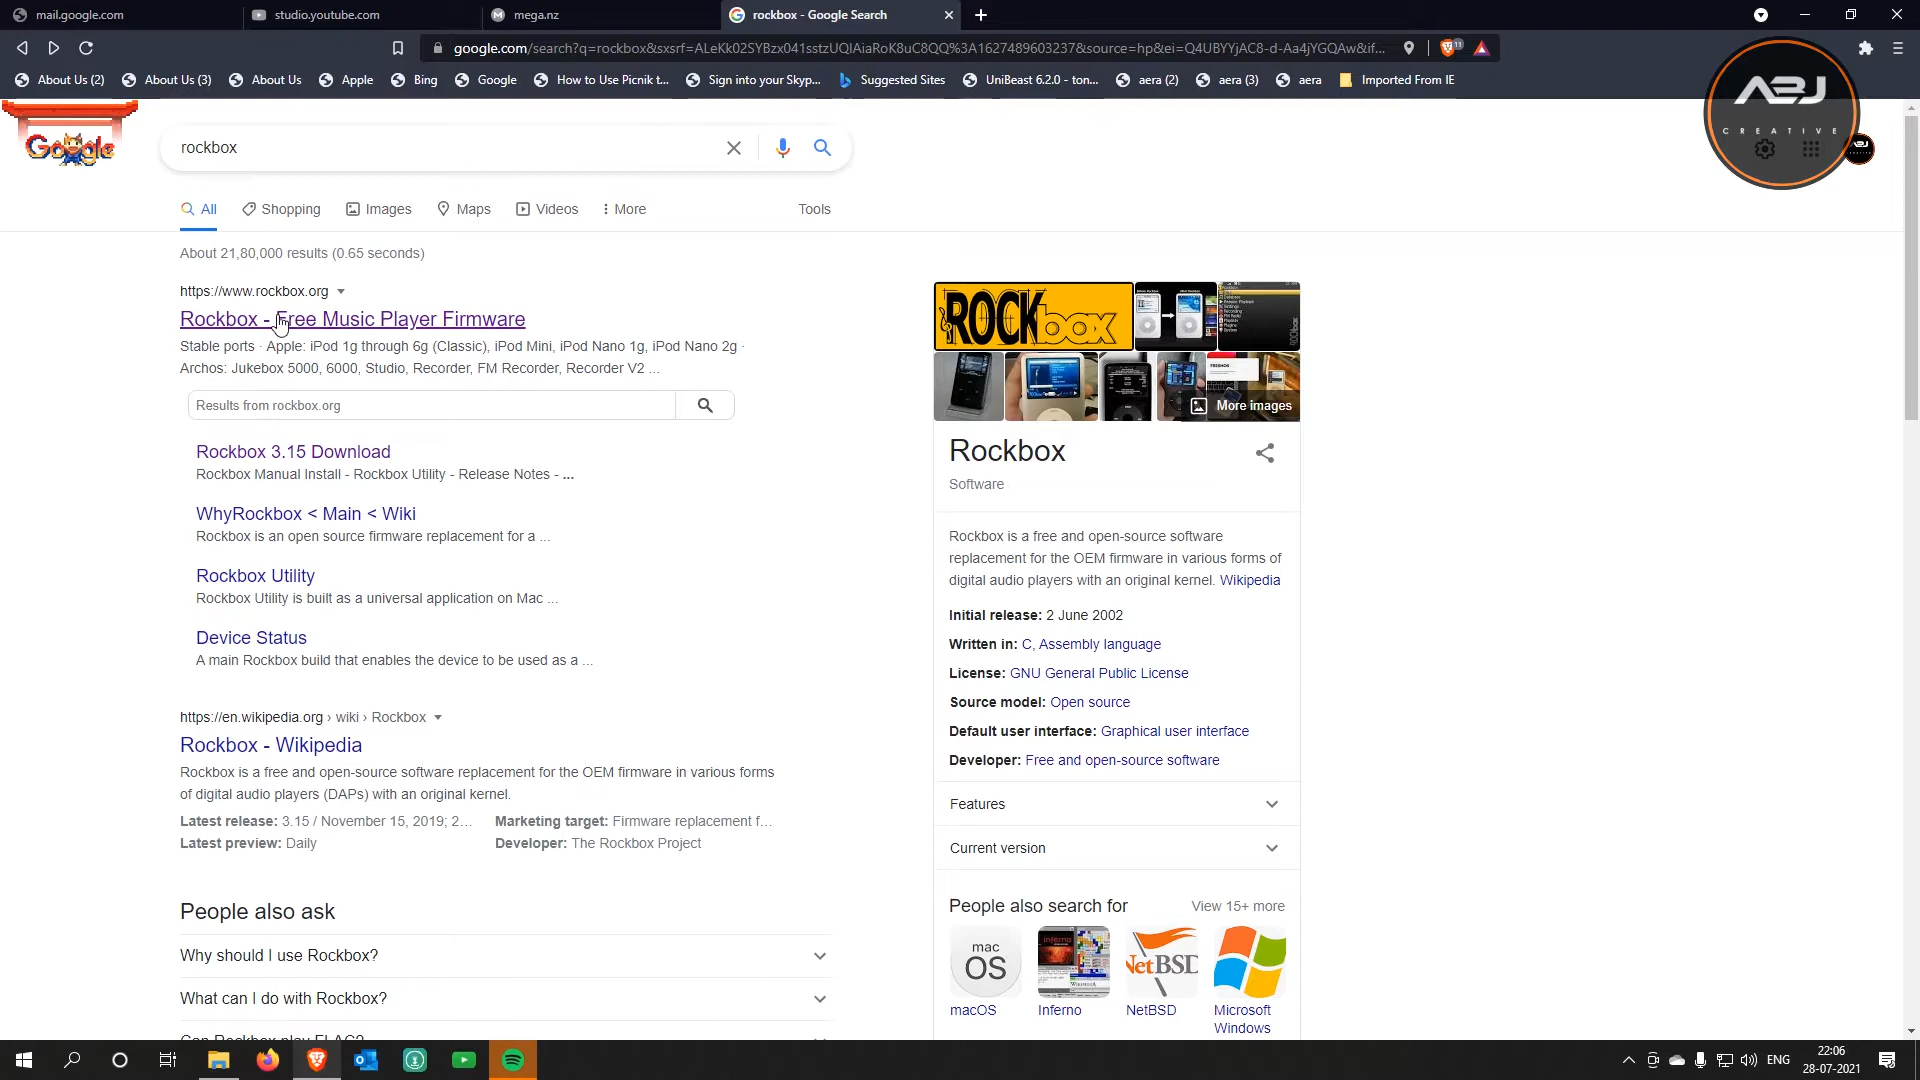 mail.google.com
studio.youtube.com
mega.nz
rockbox - Google Search
google.com/search?q=rockbox&sxsrf=ALeKk02SYBzx041sstzUQIAiaRoK8uC8QQ%3A1627489603237&source=hp&ei=Q4UBYYjAC8-d-Aa4jYGQAw&if...
11
About Us (2)
About Us (3)
About Us
Apple
Bing
Google
How to Use Picnik t...
Sign into your Skyp...
Suggested Sites
UniBeast 6.2.0 - ton...
aera (2)
aera (3)
aera
Imported From IE
ABJ
CREATIVE
Google
rockbox
All
Shopping
Images
Maps
Videos
More
Tools
About 21,80,000 results (0.65 seconds)
https://www.rockbox.org
Rockbox - Free Music Player Firmware
Stable ports · Apple: iPod 1g through 6g (Classic), iPod Mini, iPod Nano 1g, iPod Nano 2g ·
Archos: Jukebox 5000, 6000, Studio, Recorder, FM Recorder, Recorder V2 ...
Results from rockbox.org
Rockbox 3.15 Download
Rockbox Manual Install - Rockbox Utility - Release Notes - ...
WhyRockbox < Main < Wiki
Rockbox is an open source firmware replacement for a ...
Rockbox Utility
Rockbox Utility is built as a universal application on Mac ...
Device Status
A main Rockbox build that enables the device to be used as a ...
https://en.wikipedia.org › wiki › Rockbox
Rockbox - Wikipedia
Rockbox is a free and open-source software replacement for the OEM firmware in various forms
of digital audio players (DAPs) with an original kernel.
Latest release: 3.15 / November 15, 2019; 2...
Marketing target: Firmware replacement f...
Latest preview: Daily
Developer: The Rockbox Project
People also ask
Why should I use Rockbox?
What can I do with Rockbox?
Can Rockbox play FLAC?
ROCKbox
More images
Rockbox
Software
Rockbox is a free and open-source software
replacement for the OEM firmware in various forms of
digital audio players with an original kernel. Wikipedia
Initial release: 2 June 2002
Written in: C, Assembly language
License: GNU General Public License
Source model: Open source
Default user interface: Graphical user interface
Developer: Free and open-source software
Features
Current version
People also search for
View 15+ more
mac
OS
inferno
NetBSD
macOS
Inferno
NetBSD
Microsoft
Windows
ENG
22:06
28-07-2021